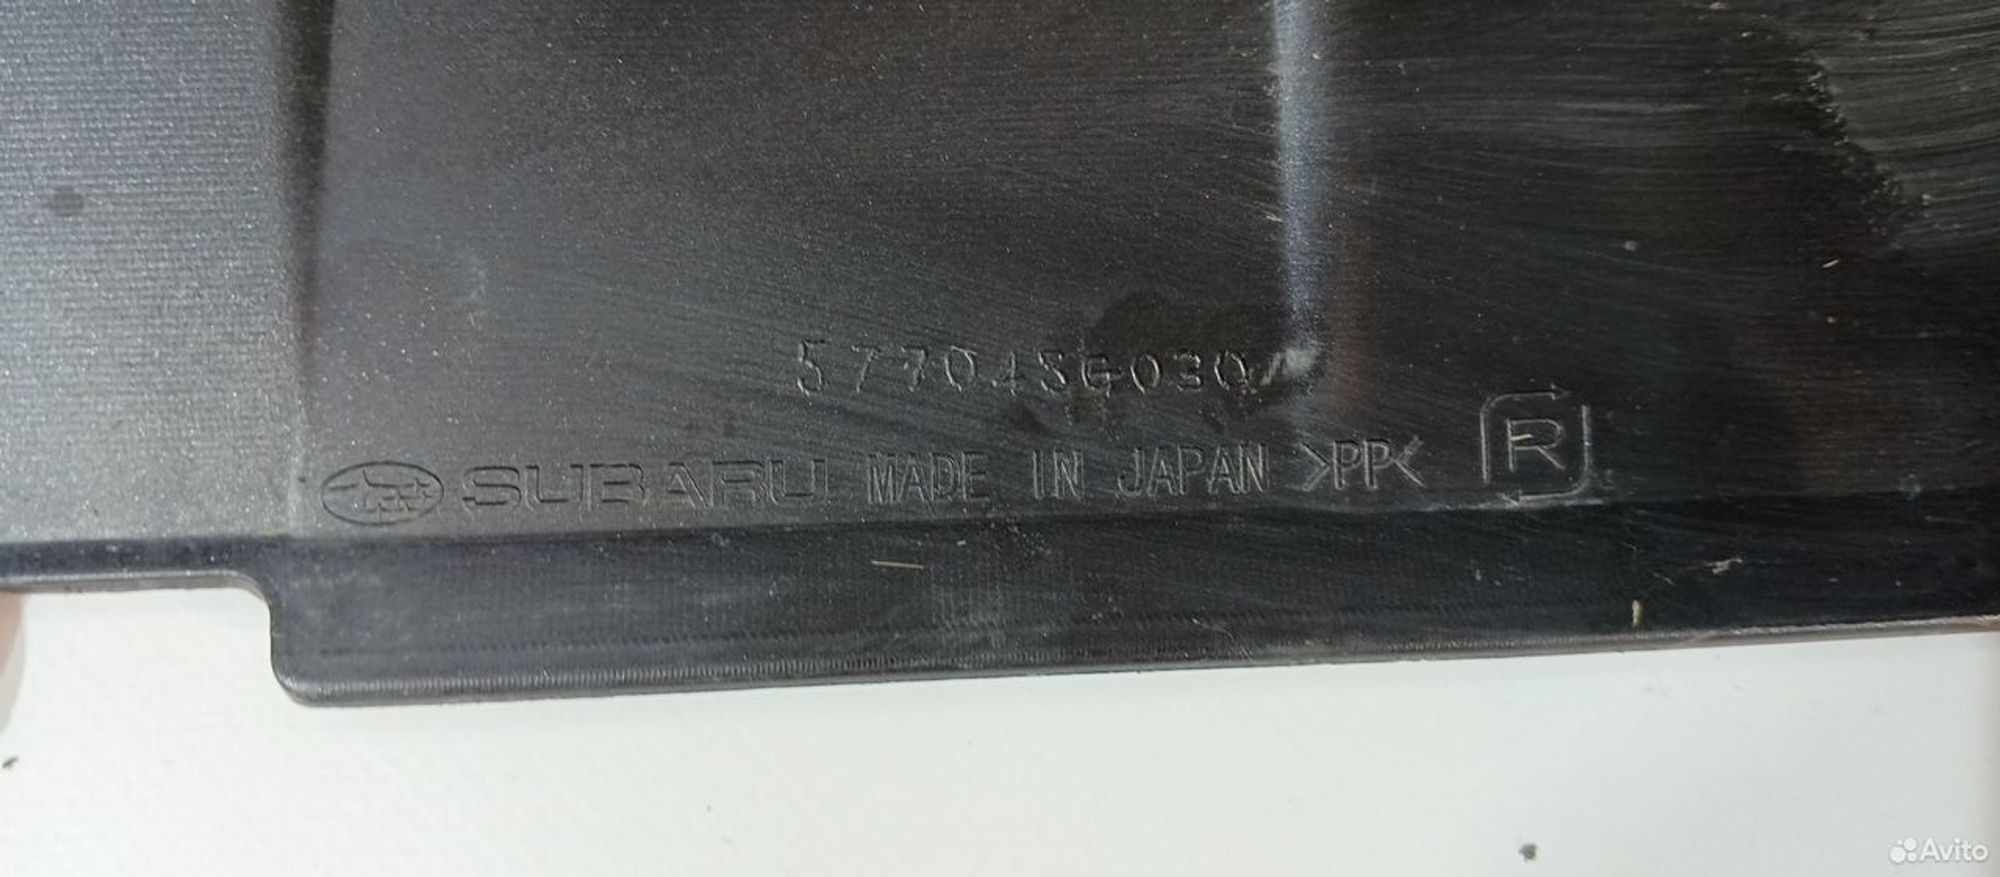 57704SG030
SUBARU MADE IN JAPAN >PP< R
Avito